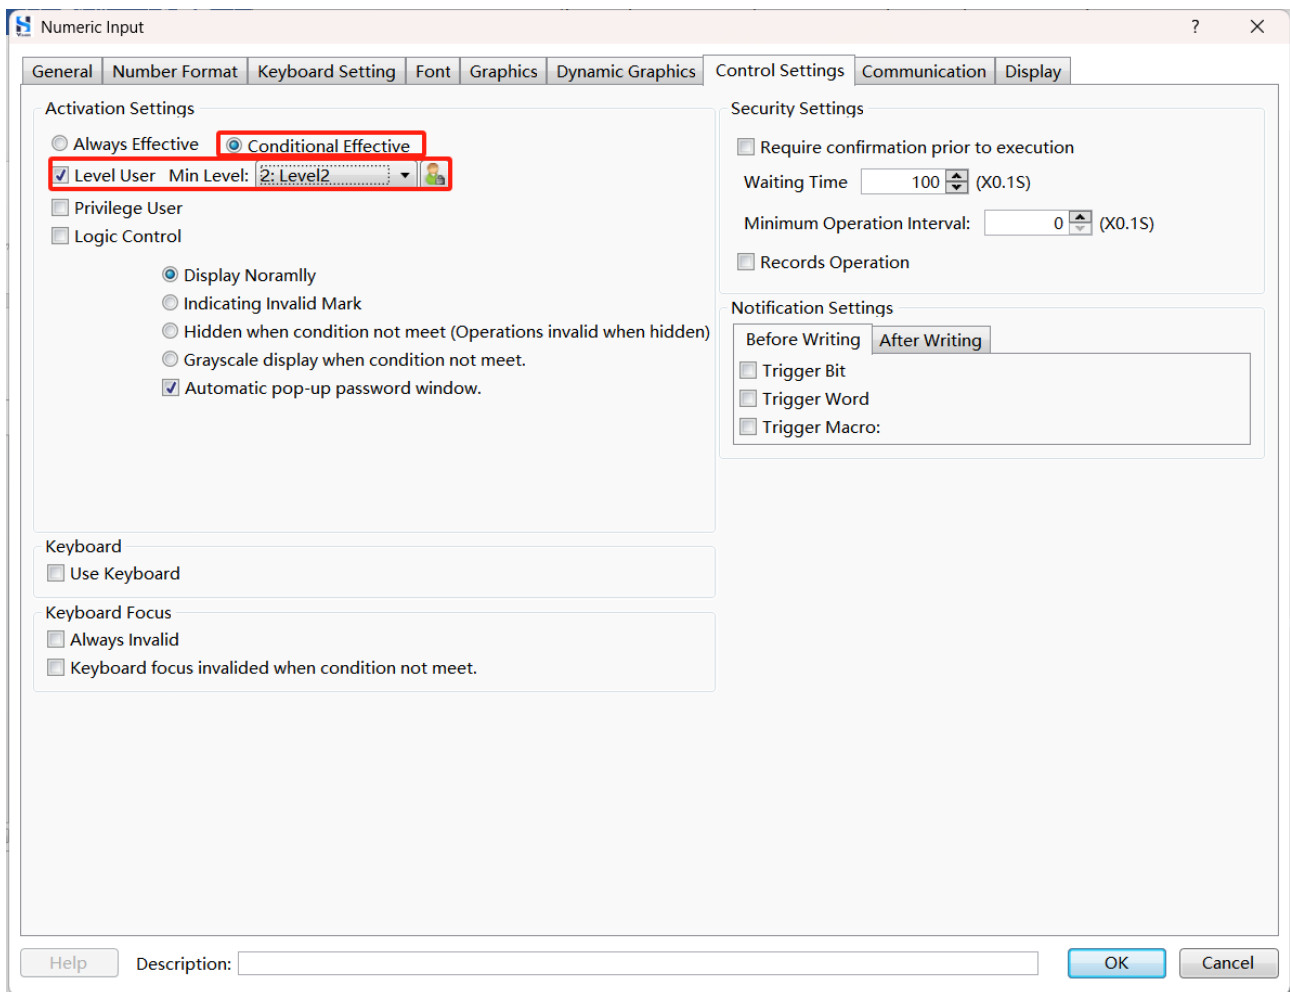 Numeric Input
?
General Number Format Keyboard Setting Font Graphics Dynamic Graphics Control Settings Communication Display
Activation Settings
Always Effective Conditional Effective
Level User Min Level: 2: Level2
Privilege User
Logic Control
Display Noramlly
Indicating Invalid Mark
Hidden when condition not meet (Operations invalid when hidden)
Grayscale display when condition not meet.
Automatic pop-up password window.
Keyboard
Use Keyboard
Keyboard Focus
Always Invalid
Keyboard focus invalided when condition not meet.
Security Settings
Require confirmation prior to execution
Waiting Time 100 (X0.1S)
Minimum Operation Interval: 0 (X0.1S)
Records Operation
Notification Settings
Before Writing After Writing
Trigger Bit
Trigger Word
Trigger Macro:
Help Description: OK Cancel